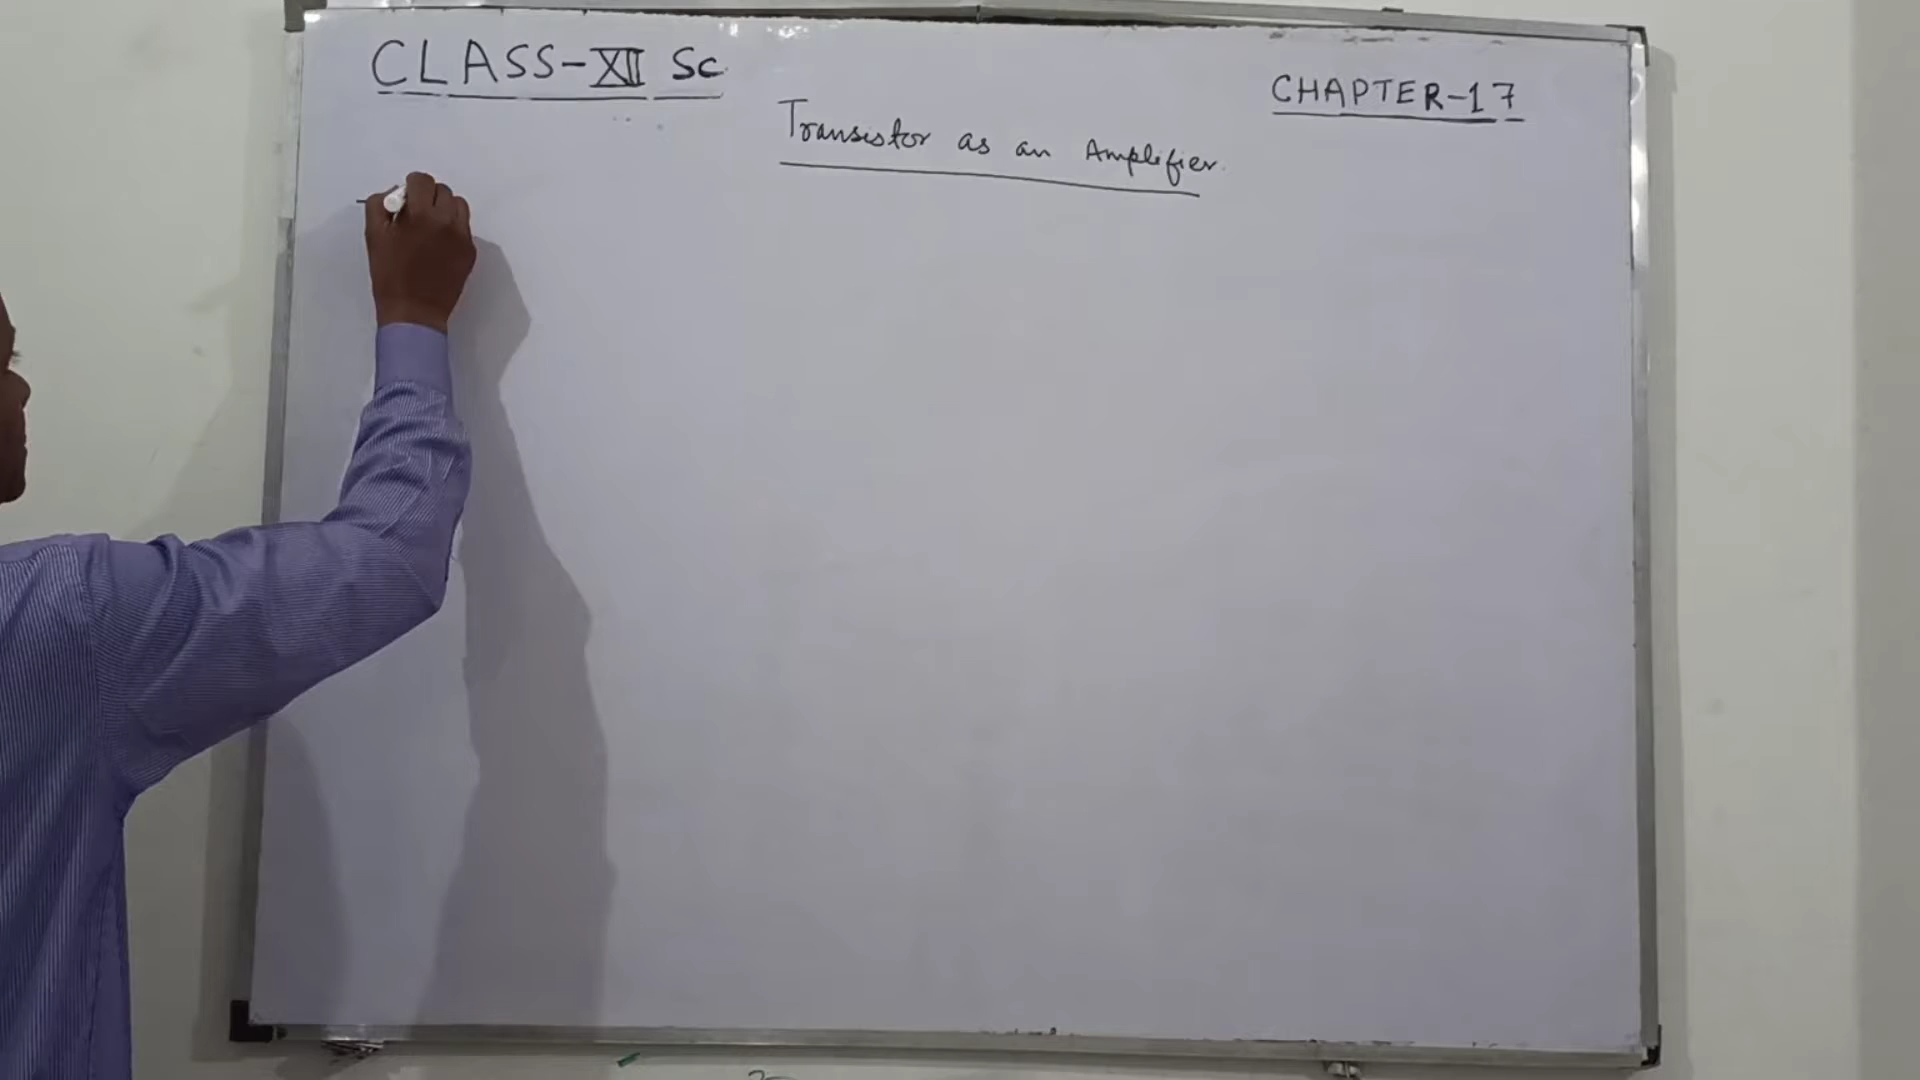 CLASS-XII Sc.
CHAPTER-17
Transistor as an Amplifier.